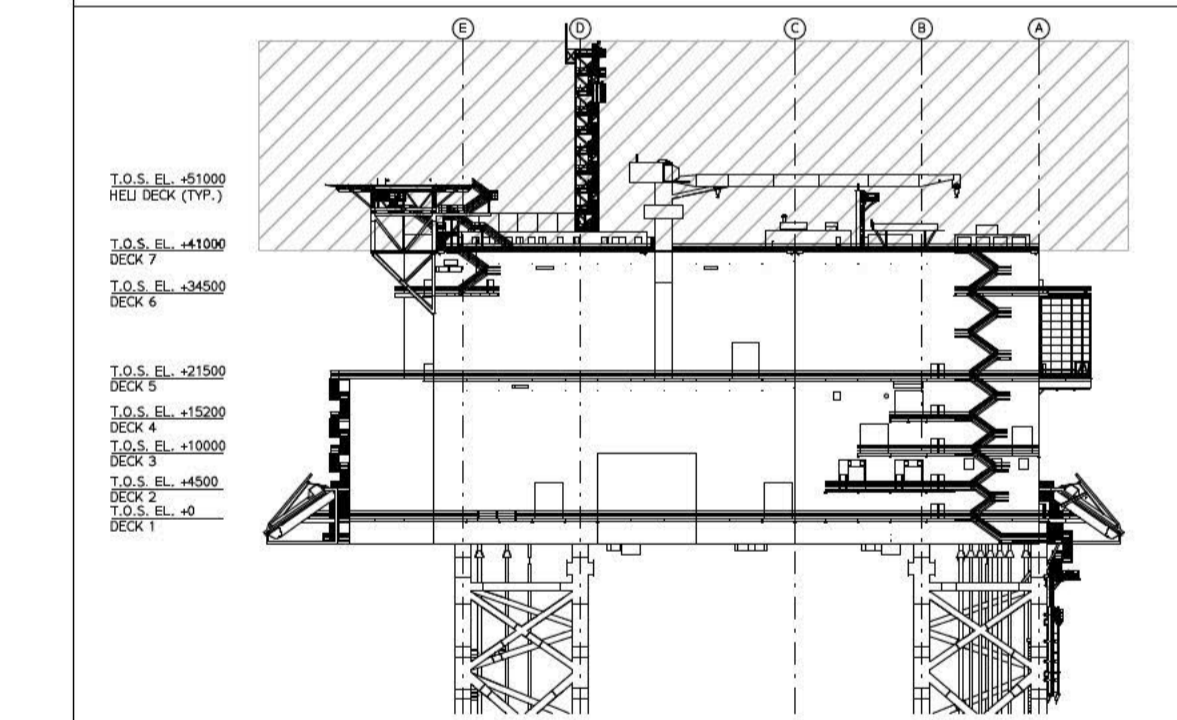 E D C B A
T.O.S. EL. +51000
HELI DECK (TYP.)
T.O.S. EL. +41000
DECK 7
T.O.S. EL. +34500
DECK 6
T.O.S. EL. +21500
DECK 5
T.O.S. EL. +15200
DECK 4
T.O.S. EL. +10000
DECK 3
T.O.S. EL. +4500
DECK 2
T.O.S. EL. +0
DECK 1